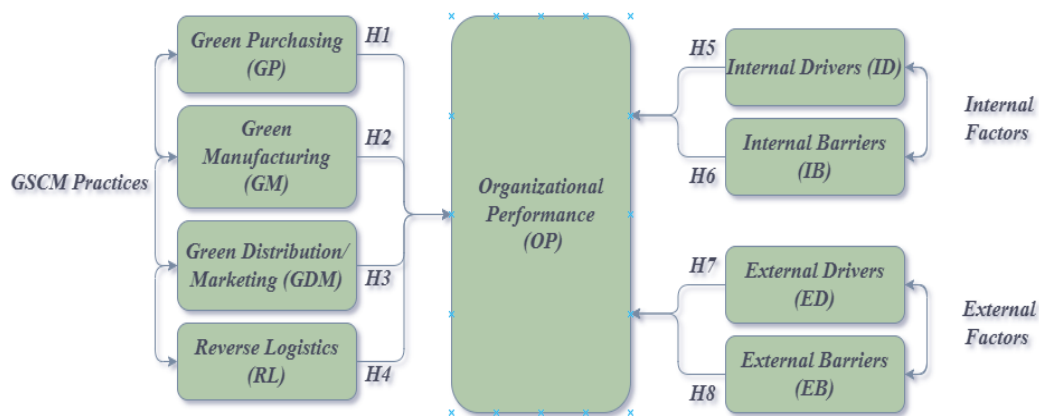 GSCM Practices
Green Purchasing
(GP)
H1
Green
Manufacturing
(GM)
H2
Green Distribution/
Marketing (GDM)
H3
Reverse Logistics
(RL)
H4
Organizational
Performance
(OP)
H5
Internal Drivers (ID)
Internal Barriers
(IB)
H6
Internal
Factors
H7
External Drivers
(ED)
External Barriers
(EB)
H8
External
Factors